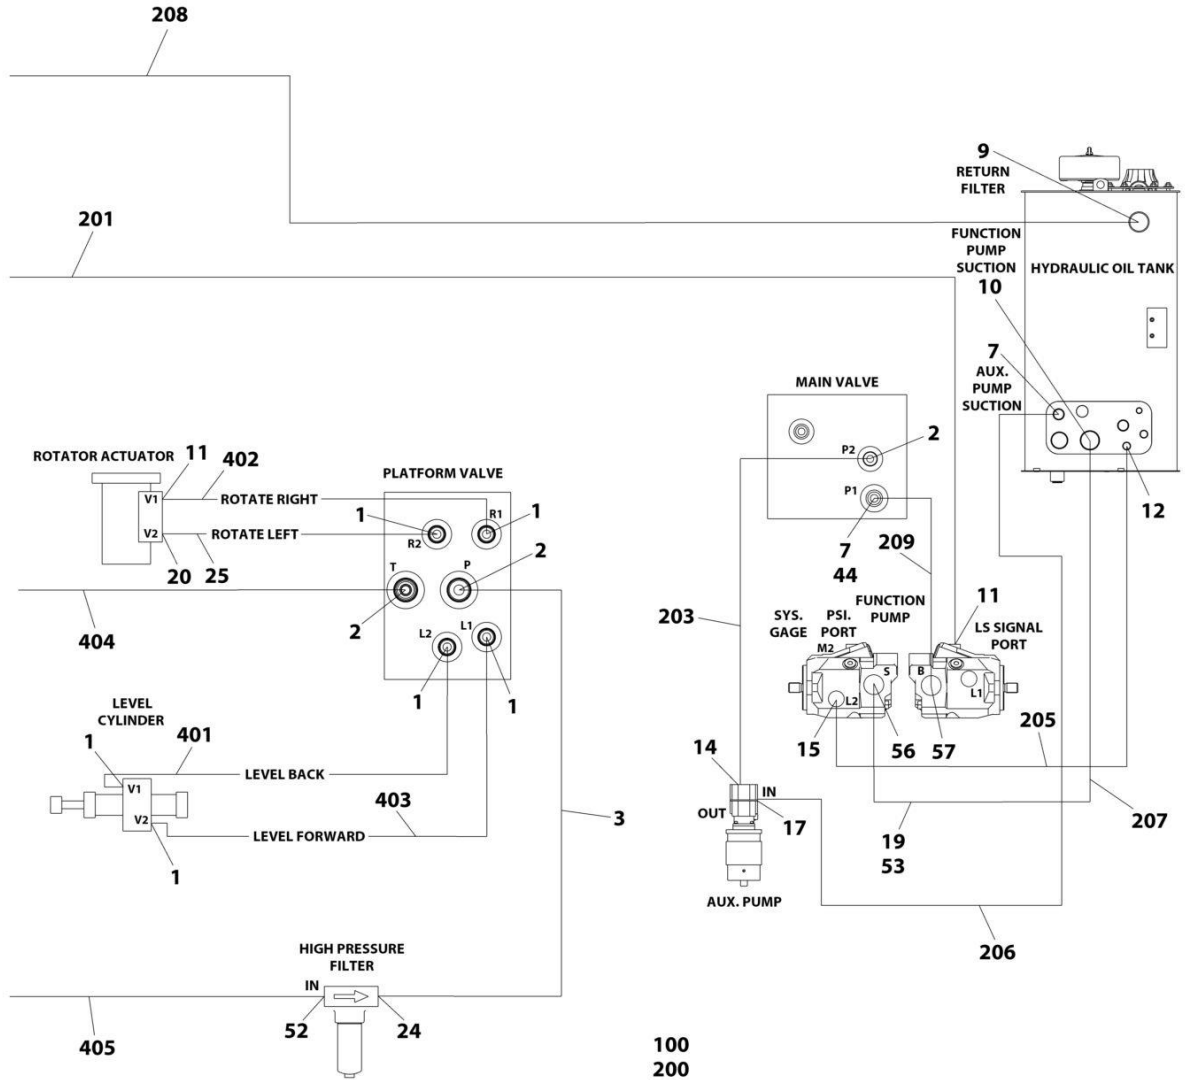 208
9
RETURN
FILTER
201
FUNCTION
PUMP
SUCTION
HYDRAULIC OIL TANK
10
7
AUX.
PUMP
SUCTION
MAIN VALVE
P2
2
P1
12
7
44
209
ROTATOR ACTUATOR
11
402
V1
ROTATE RIGHT
V2
ROTATE LEFT
20
25
PLATFORM VALVE
1
R1
1
R2
2
T
P
404
2
L2
L1
1
1
203
SYS.
GAGE
PSI.
PORT
M2
FUNCTION
PUMP
11
LS SIGNAL
PORT
S
B
L2
L1
15
56
57
205
LEVEL
CYLINDER
1
401
V1
LEVEL BACK
V2
403
LEVEL FORWARD
1
3
14
IN
OUT
17
19
53
207
AUX. PUMP
206
HIGH PRESSURE
FILTER
IN
405
52
24
100
200